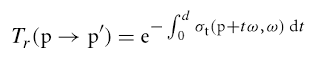 T_r(p → p′) = e^{−∫_0^d σ_t(p+tω,ω) dt}